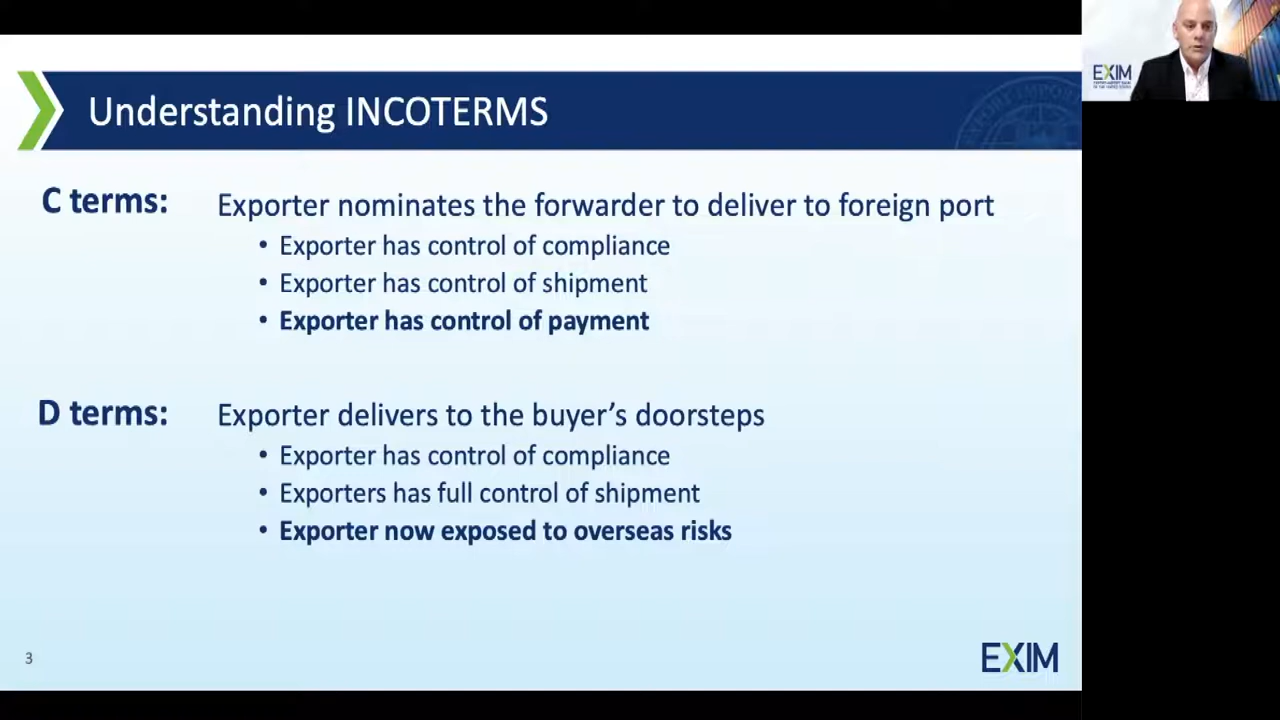 Understanding INCOTERMS
C terms:
Exporter nominates the forwarder to deliver to foreign port
• Exporter has control of compliance
• Exporter has control of shipment
• Exporter has control of payment
D terms:
Exporter delivers to the buyer’s doorsteps
• Exporter has control of compliance
• Exporters has full control of shipment
• Exporter now exposed to overseas risks
3
EXIM
EXIM